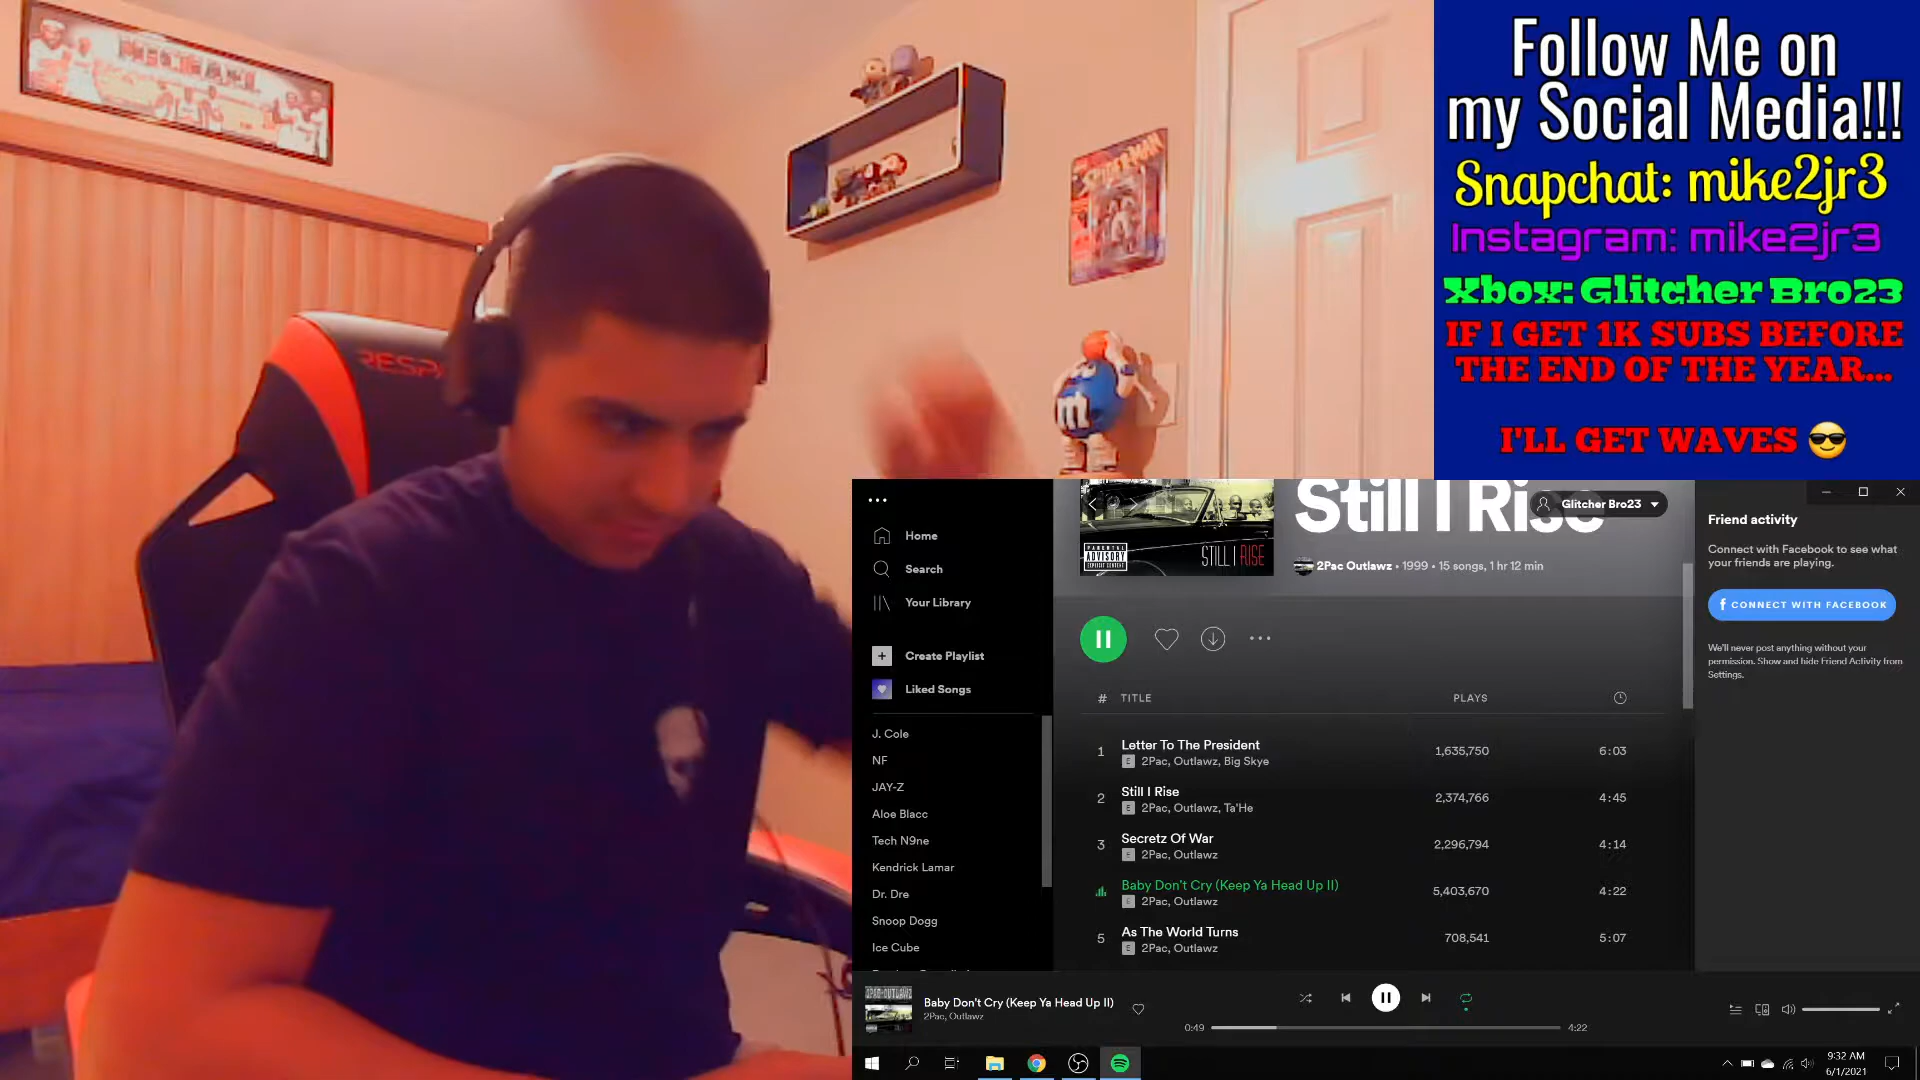 Follow Me on
my Social Media!!!
Snapchat: mike2jr3
Instagram: mike2jr3
Xbox: Glitcher Bro23
IF I GET 1K SUBS BEFORE
THE END OF THE YEAR...
I'LL GET WAVES 😎
RESPA
m
Home
Search
Your Library
Create Playlist
Liked Songs
J. Cole
NF
JAY-Z
Aloe Blacc
Tech N9ne
Kendrick Lamar
Dr. Dre
Snoop Dogg
Ice Cube
PARENTAL
ADVISORY
EXPLICIT CONTENT
STILL I RISE
Still I Rise
Glitcher Bro23
2Pac Outlawz • 1999 • 15 songs, 1 hr 12 min
# TITLE PLAYS
1 Letter To The President 1,635,750 6:03
E 2Pac, Outlawz, Big Skye
2 Still I Rise 2,374,766 4:45
E 2Pac, Outlawz, Ta'He
3 Secretz Of War 2,296,794 4:14
E 2Pac, Outlawz
Baby Don't Cry (Keep Ya Head Up II) 5,403,670 4:22
E 2Pac, Outlawz
5 As The World Turns 708,541 5:07
E 2Pac, Outlawz
Friend activity
Connect with Facebook to see what
your friends are playing.
f CONNECT WITH FACEBOOK
We'll never post anything without your
permission. Show and hide Friend Activity from
Settings.
Baby Don't Cry (Keep Ya Head Up II)
2Pac, Outlawz
0:49 4:22
9:32 AM
6/1/2021